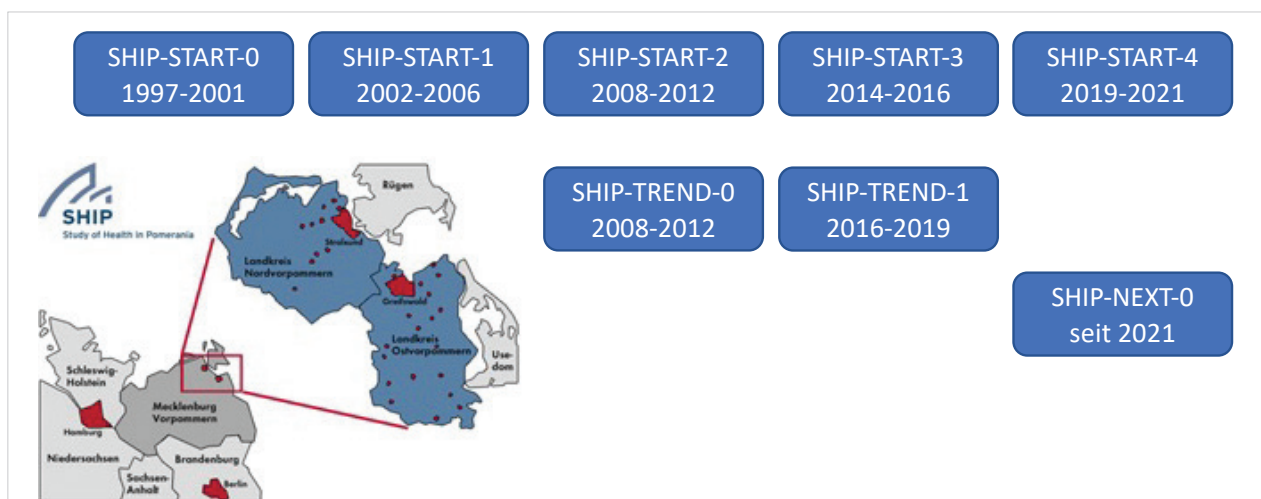 SHIP-START-0
1997-2001
SHIP-START-1
2002-2006
SHIP-START-2
2008-2012
SHIP-START-3
2014-2016
SHIP-START-4
2019-2021
SHIP-TREND-0
2008-2012
SHIP-TREND-1
2016-2019
SHIP-NEXT-0
seit 2021
SHIP
Study of Health in Pomerania
Rügen
Stralsund
Landkreis
Nordvorpommern
Greifswald
Landkreis
Ostvorpommern
Use-
dom
Schleswig-
Holstein
Mecklenburg
Vorpommern
Hamburg
Niedersachsen
Brandenburg
Sachsen-
Anhalt
Berlin